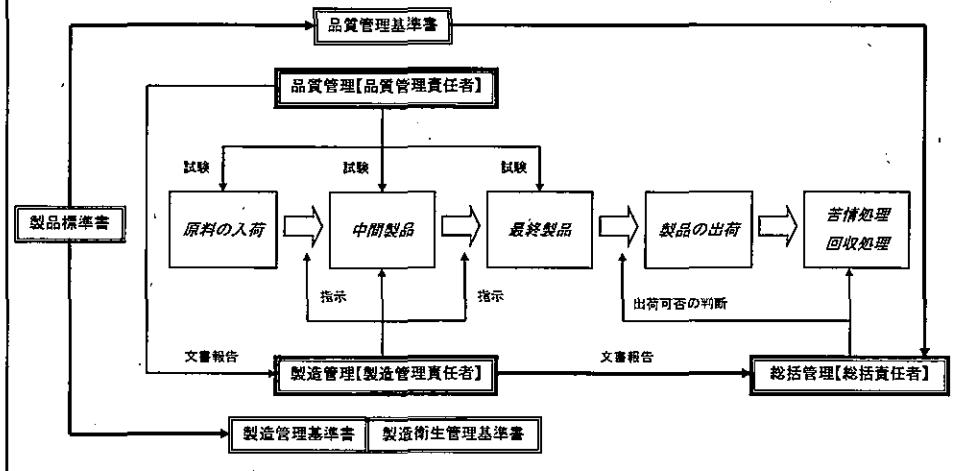 品質管理基準書
品質管理【品質管理責任者】
試験
試験
試験
製品標準書
原料の入荷
中間製品
最終製品
製品の出荷
苦情処理
回収処理
指示
指示
出荷可否の判断
文書報告
製造管理【製造管理責任者】
文書報告
総括管理【総括責任者】
製造管理基準書
製造衛生管理基準書